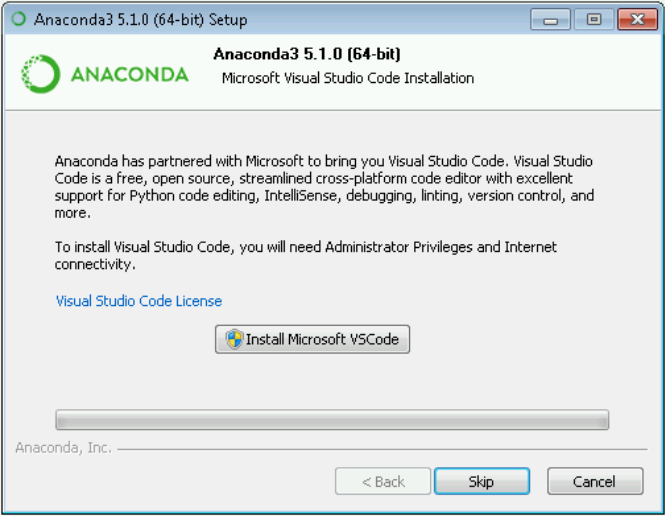 Anaconda3 5.1.0 (64-bit) Setup
ANACONDA
Anaconda3 5.1.0 (64-bit)
Microsoft Visual Studio Code Installation
Anaconda has partnered with Microsoft to bring you Visual Studio Code. Visual Studio
Code is a free, open source, streamlined cross-platform code editor with excellent
support for Python code editing, IntelliSense, debugging, linting, version control, and
more.
To install Visual Studio Code, you will need Administrator Privileges and Internet
connectivity.
Visual Studio Code License
Install Microsoft VSCode
Anaconda, Inc.
< Back
Skip
Cancel